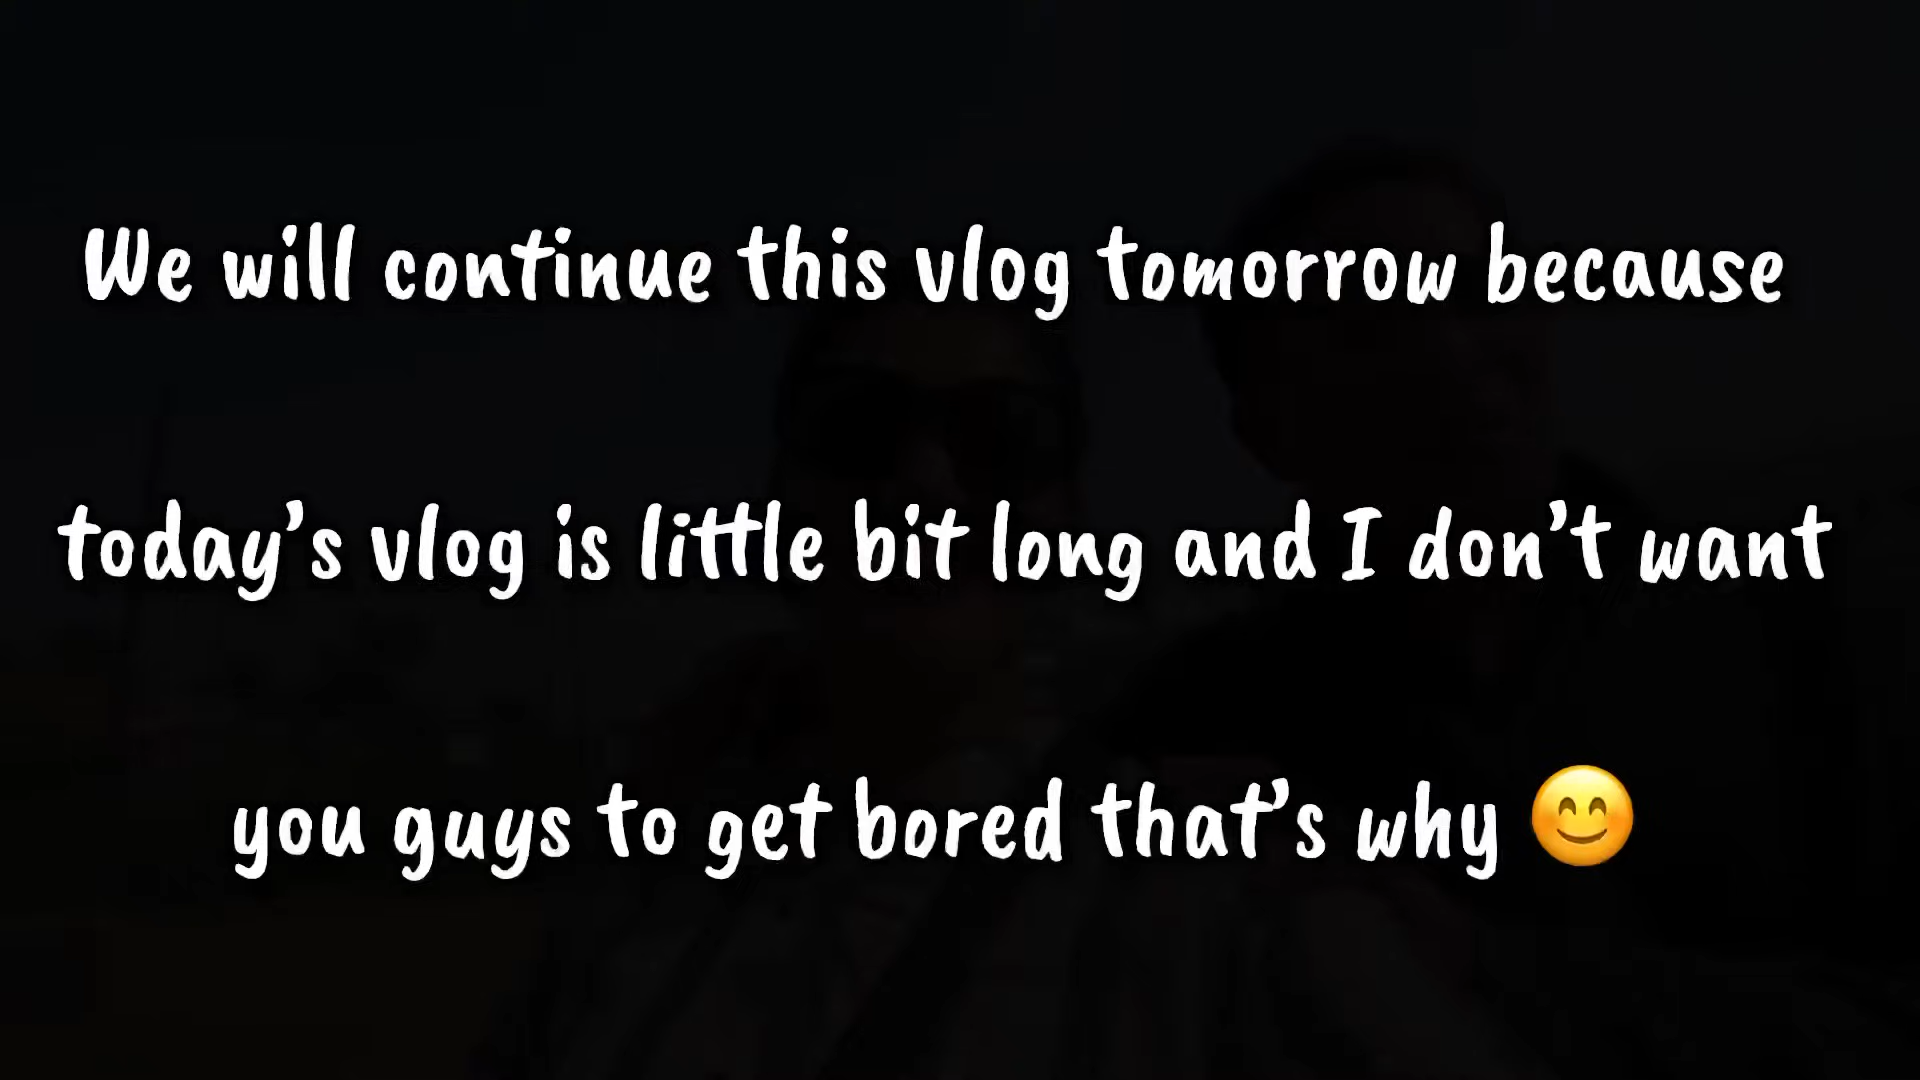 We will continue this vlog tomorrow because
today’s vlog is little bit long and I don’t want
you guys to get bored that’s why 😊